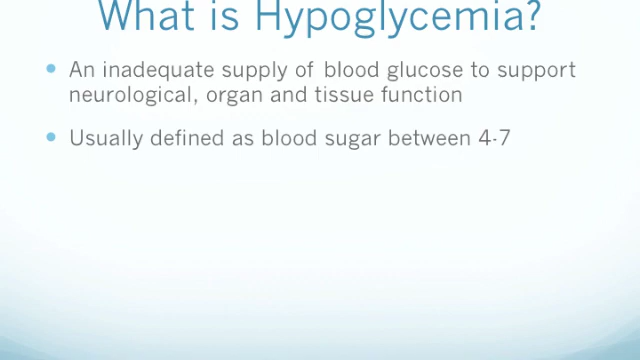 What is Hypoglycemia?
• An inadequate supply of blood glucose to support
neurological, organ and tissue function
• Usually defined as blood sugar between 4-7